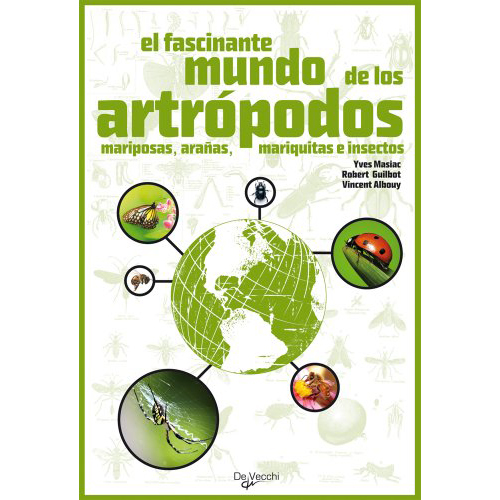 el fascinante
mundo de los
artrópodos
mariposas, arañas, mariquitas e insectos
Yves Masiac
Robert Guilbot
Vincent Albouy
De Vecchi